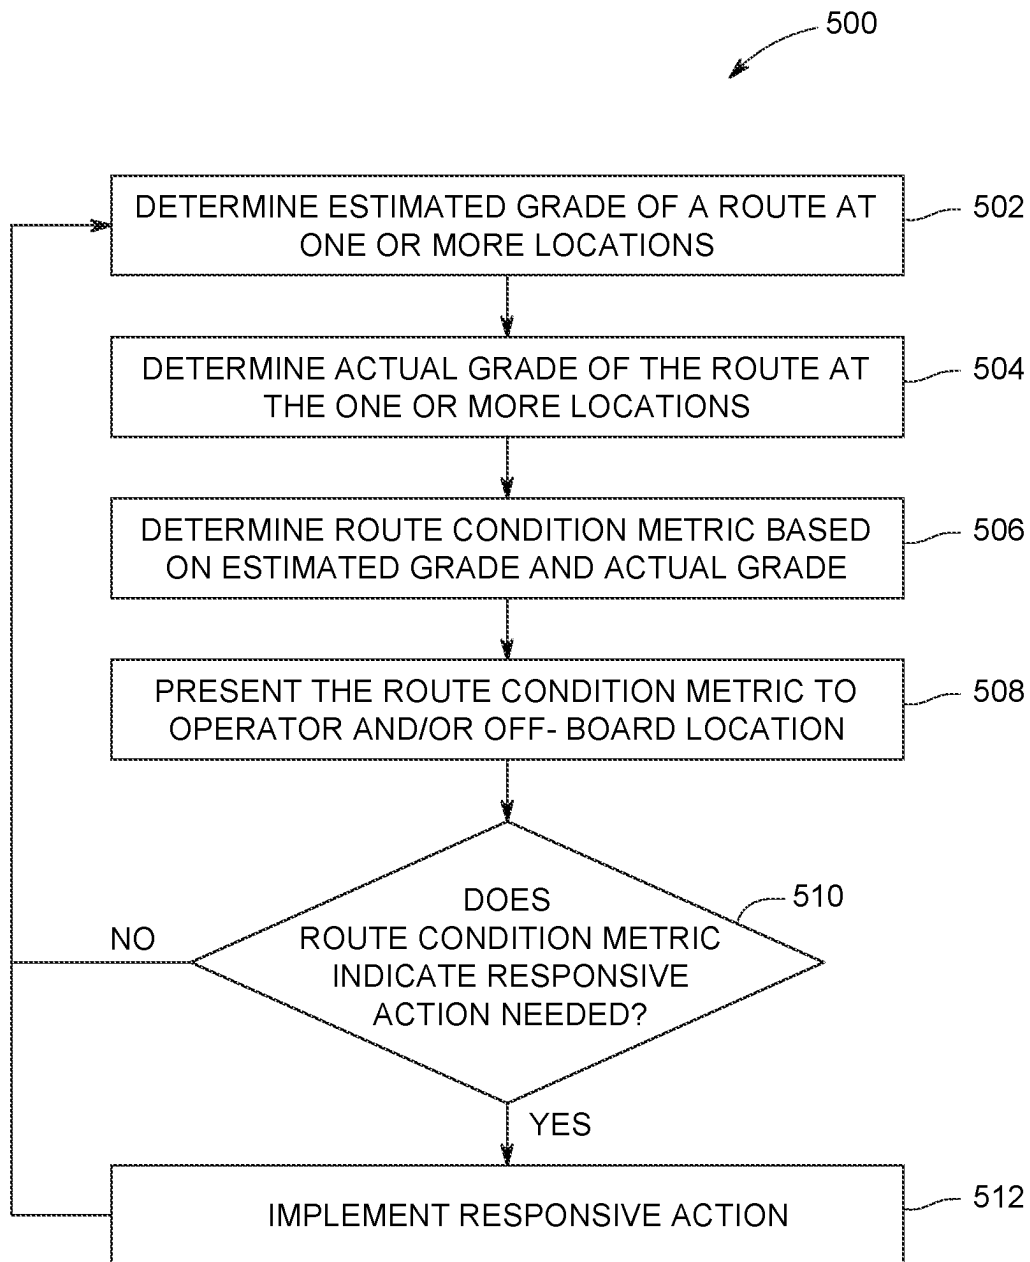 500
DETERMINE ESTIMATED GRADE OF A ROUTE AT
ONE OR MORE LOCATIONS
502
DETERMINE ACTUAL GRADE OF THE ROUTE AT
THE ONE OR MORE LOCATIONS
504
DETERMINE ROUTE CONDITION METRIC BASED
ON ESTIMATED GRADE AND ACTUAL GRADE
506
PRESENT THE ROUTE CONDITION METRIC TO
OPERATOR AND/OR OFF- BOARD LOCATION
508
DOES
ROUTE CONDITION METRIC
INDICATE RESPONSIVE
ACTION NEEDED?
510
NO
YES
IMPLEMENT RESPONSIVE ACTION
512